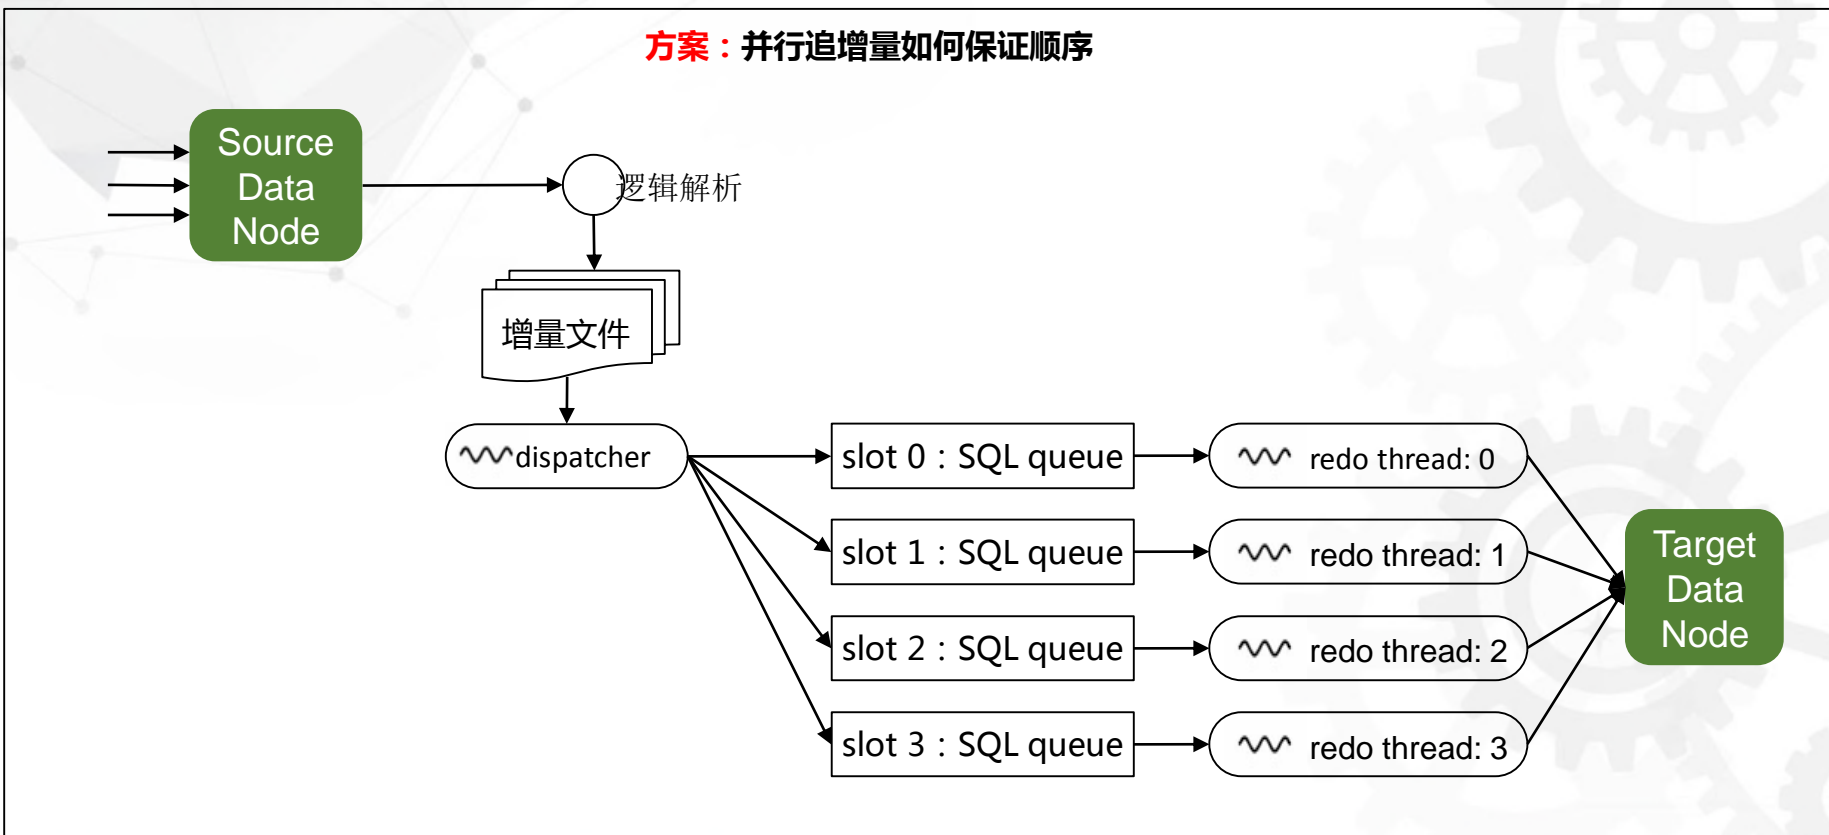 方案：并行追增量如何保证顺序
Source
Data
Node
逻辑解析
增量文件
dispatcher
slot 0：SQL queue
redo thread: 0
slot 1：SQL queue
redo thread: 1
slot 2：SQL queue
redo thread: 2
slot 3：SQL queue
redo thread: 3
Target
Data
Node